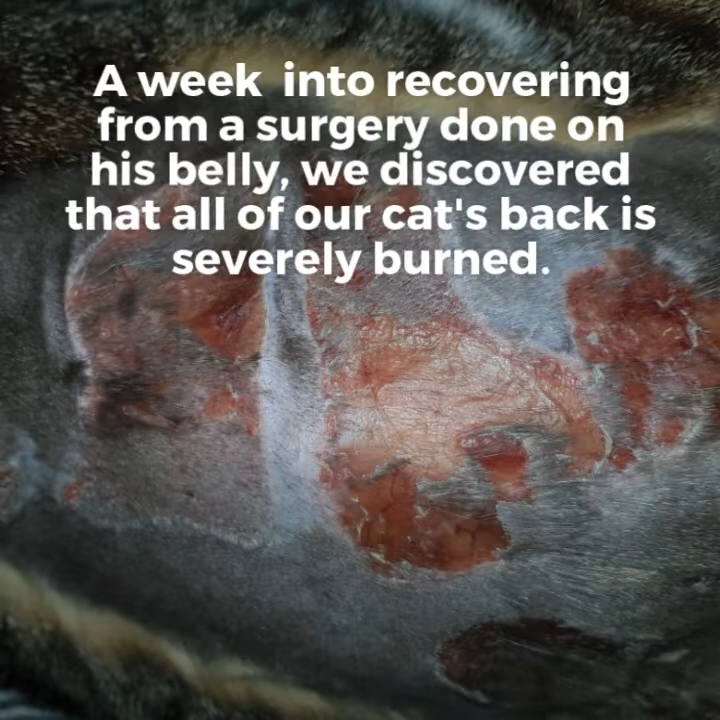 A week  into recovering
from a surgery done on
his belly, we discovered
that all of our cat's back is
severely burned.